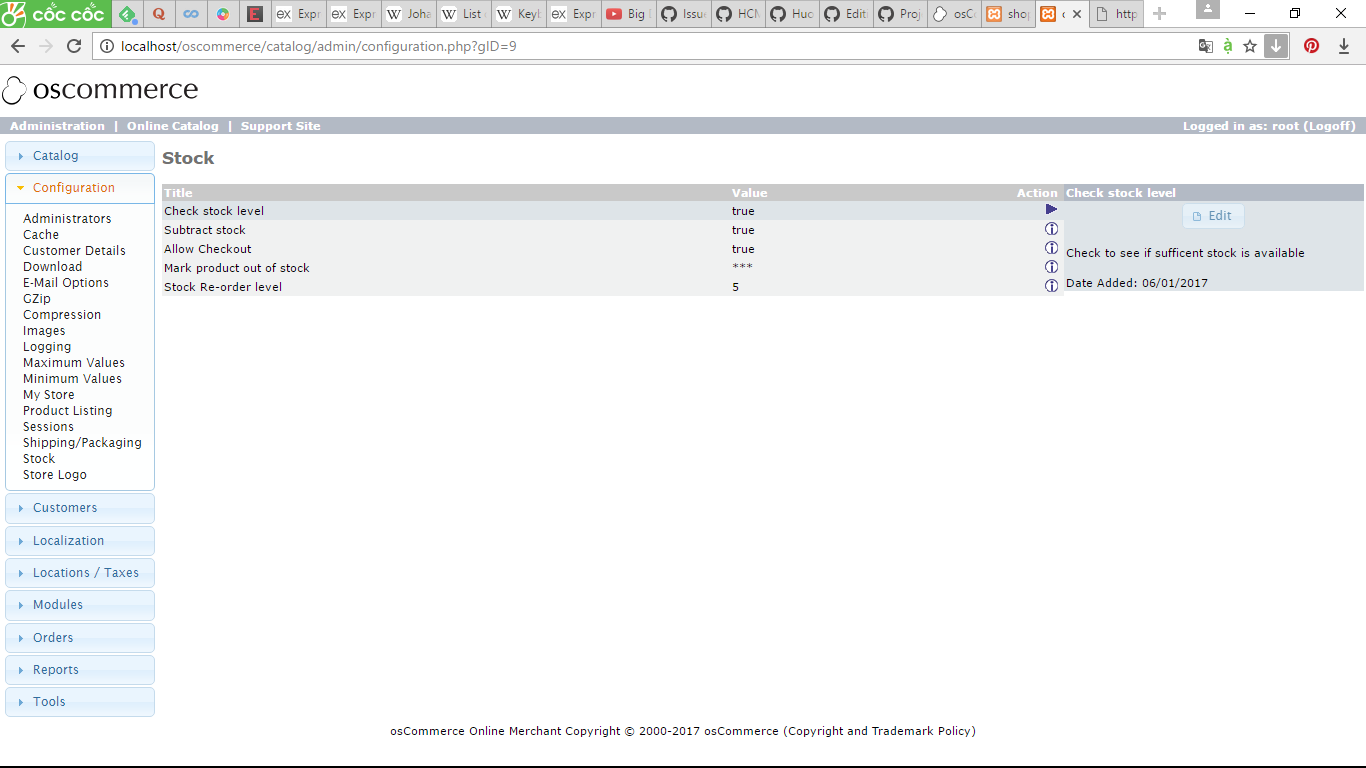 cốc cốc
Expr
Expr
Joha
List
Keyb
Expr
Big
Issue
HCM
Huo
Edit
Proj
osC
shop
http
localhost/oscommerce/catalog/admin/configuration.php?gID=9
oscommerce
Administration | Online Catalog | Support Site
Logged in as: root (Logoff)
Catalog
Configuration
Administrators
Cache
Customer Details
Download
E-Mail Options
GZip
Compression
Images
Logging
Maximum Values
Minimum Values
My Store
Product Listing
Sessions
Shipping/Packaging
Stock
Store Logo
Customers
Localization
Locations / Taxes
Modules
Orders
Reports
Tools
Stock
Title Value Action
Check stock level true
Subtract stock true
Allow Checkout true
Mark product out of stock ***
Stock Re-order level 5
Check stock level
Edit
Check to see if sufficent stock is available
Date Added: 06/01/2017
osCommerce Online Merchant Copyright © 2000-2017 osCommerce (Copyright and Trademark Policy)